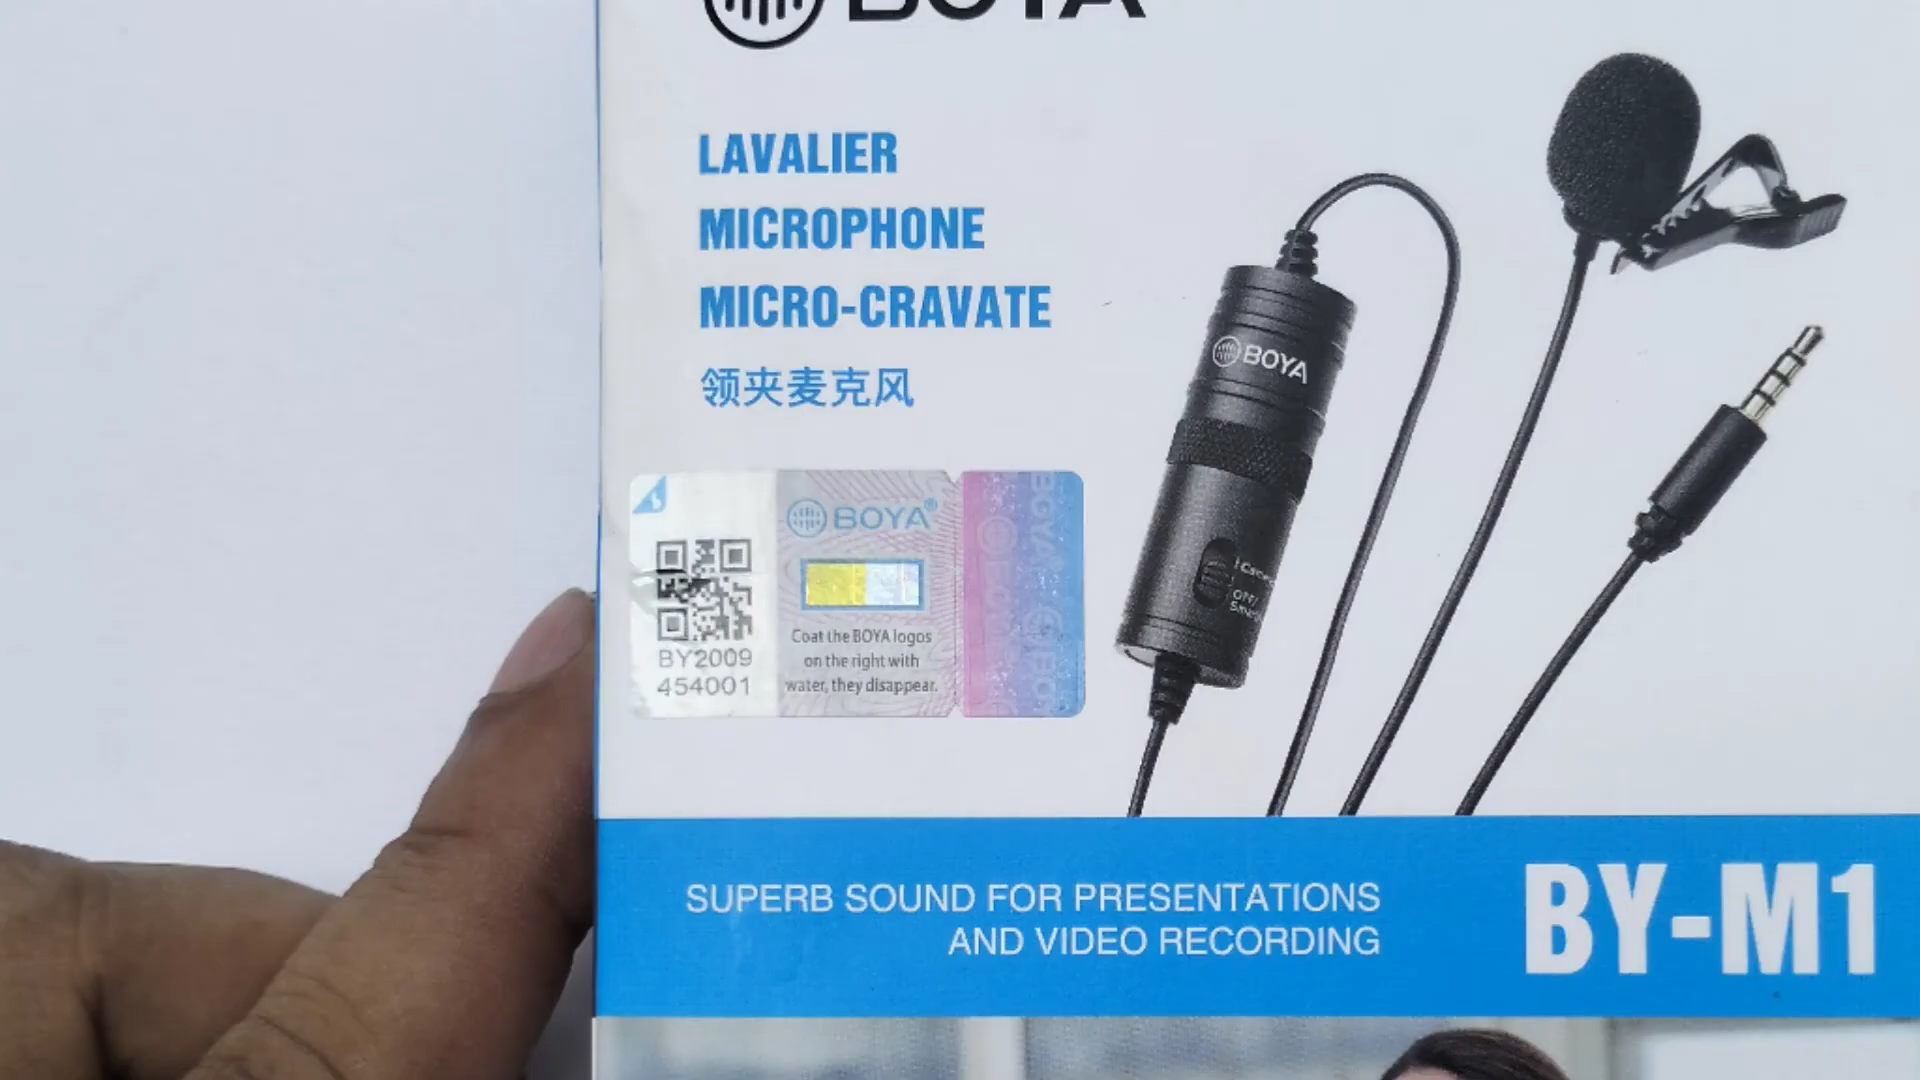 BOYA
LAVALIER
MICROPHONE
MICRO-CRAVATE
领夹麦克风
BOYA
BOYA®
BY2009
454001
Coat the BOYA logos
on the right with
water, they disappear.
SUPERB SOUND FOR PRESENTATIONS
AND VIDEO RECORDING
BY-M1